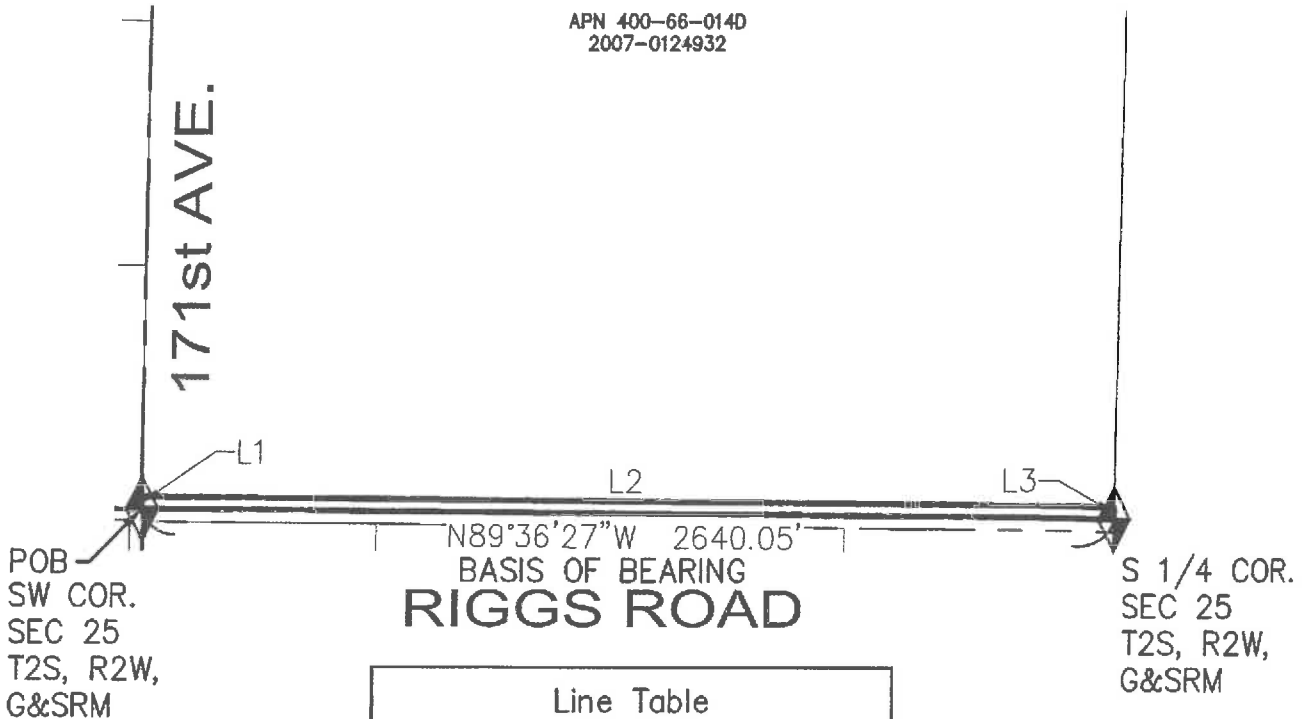 APN 400-66-014D
2007-0124932
171st AVE.
L1
L2
L3
N89°36'27"W 2640.05'
BASIS OF BEARING
RIGGS ROAD
POB
SW COR.
SEC 25
T2S, R2W,
G&SRM
S 1/4 COR.
SEC 25
T2S, R2W,
G&SRM
Line Table